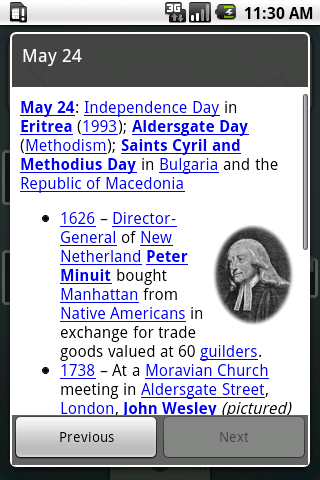 3G 11:30 AM
May 24
May 24: Independence Day in
Eritrea (1993); Aldersgate Day
(Methodism); Saints Cyril and
Methodius Day in Bulgaria and the
Republic of Macedonia
1626 – Director-
General of New
Netherland Peter
Minuit bought
Manhattan from
Native Americans in
exchange for trade
goods valued at 60 guilders.
1738 – At a Moravian Church
meeting in Aldersgate Street,
London, John Wesley (pictured)
Previous Next